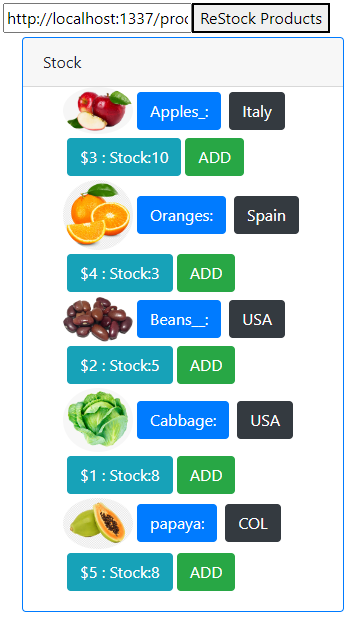 http://localhost:1337/prod ReStock Products
Stock
Apples_: Italy
$3 : Stock:10 ADD
Oranges: Spain
$4 : Stock:3 ADD
Beans__: USA
$2 : Stock:5 ADD
Cabbage: USA
$1 : Stock:8 ADD
papaya: COL
$5 : Stock:8 ADD